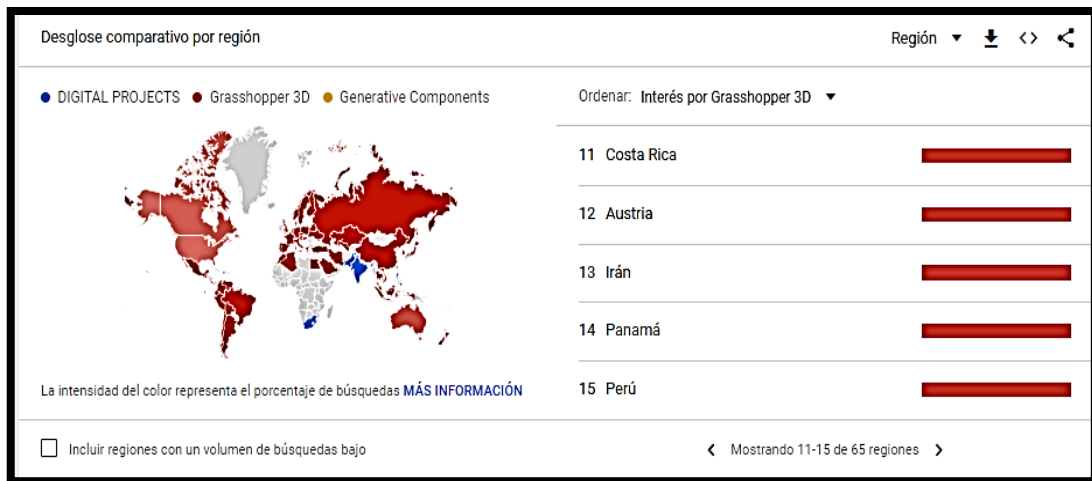 Desglose comparativo por región
Región
DIGITAL PROJECTS Grasshopper 3D Generative Components
Ordenar: Interés por Grasshopper 3D
11 Costa Rica
12 Austria
13 Irán
14 Panamá
15 Perú
La intensidad del color representa el porcentaje de búsquedas MÁS INFORMACIÓN
Incluir regiones con un volumen de búsquedas bajo
Mostrando 11-15 de 65 regiones